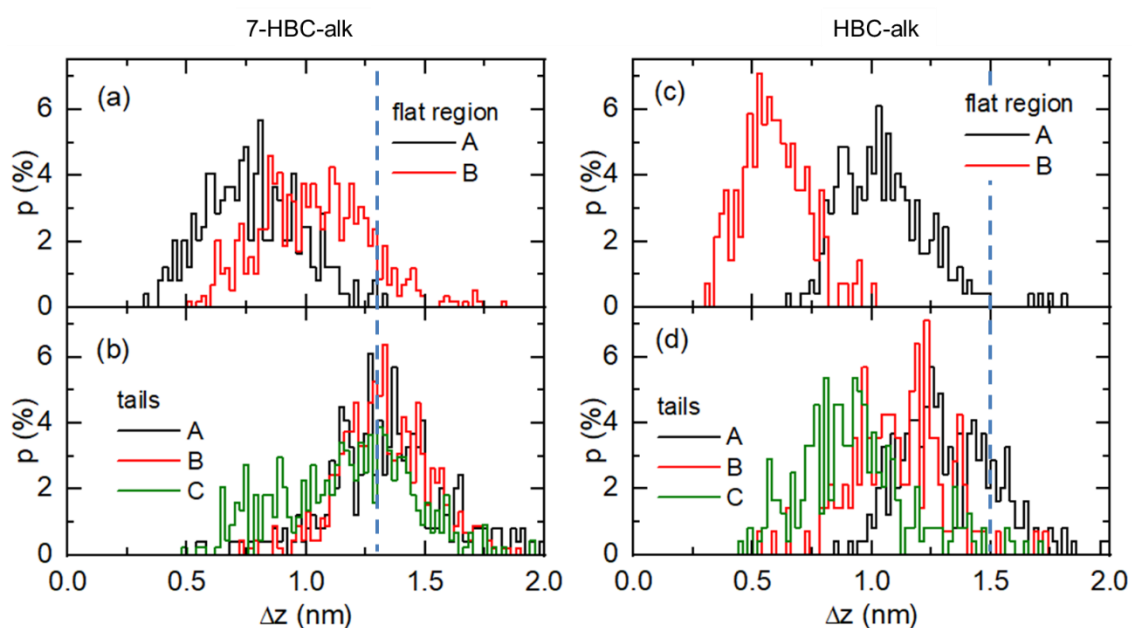 7-HBC-alk
HBC-alk
(a)
flat region
A
B
p (%)
6
4
2
0
(c)
flat region
A
B
p (%)
6
4
2
0
(b)
tails
A
B
C
p (%)
6
4
2
0
0.0 0.5 1.0 1.5 2.0
Δz (nm)
(d)
tails
A
B
C
p (%)
6
4
2
0
0.0 0.5 1.0 1.5 2.0
Δz (nm)